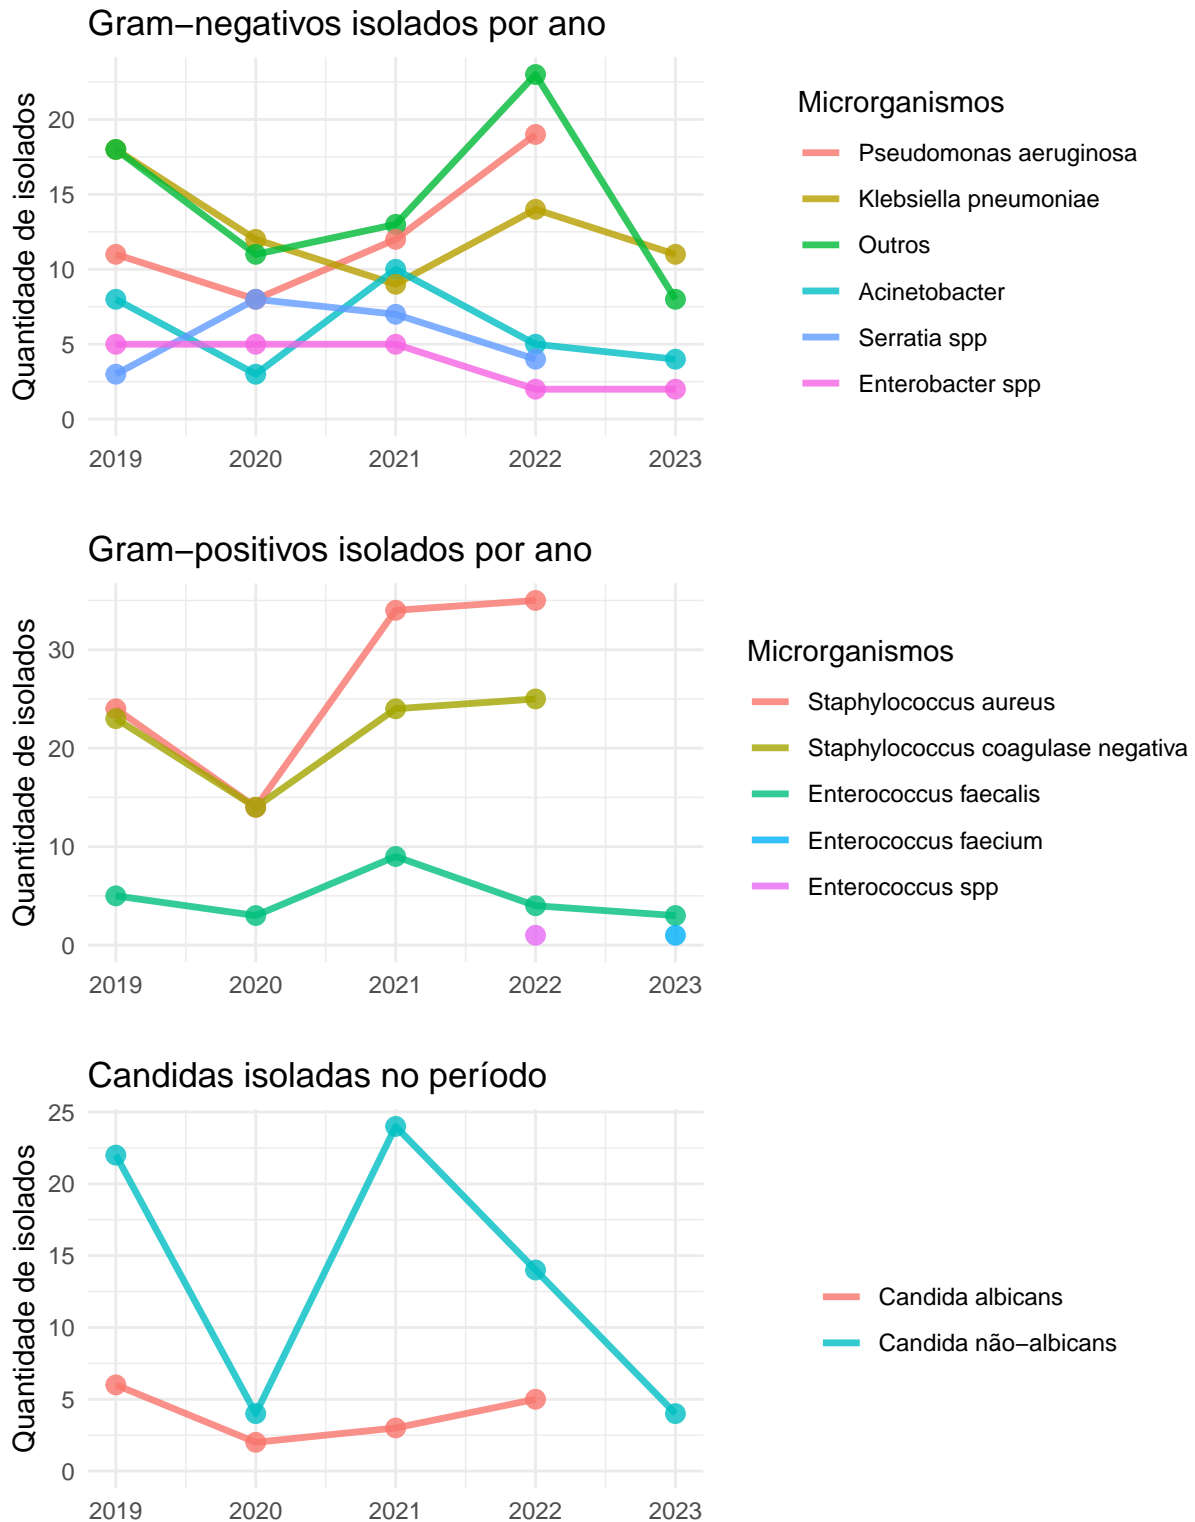 Gram−negativos isolados por ano
Quantidade de isolados
20
15
10
5
0
2019 2020 2021 2022 2023
Microrganismos
Pseudomonas aeruginosa
Klebsiella pneumoniae
Outros
Acinetobacter
Serratia spp
Enterobacter spp
Gram−positivos isolados por ano
Quantidade de isolados
30
20
10
0
2019 2020 2021 2022 2023
Microrganismos
Staphylococcus aureus
Staphylococcus coagulase negativa
Enterococcus faecalis
Enterococcus faecium
Enterococcus spp
Candidas isoladas no período
Quantidade de isolados
25
20
15
10
5
0
2019 2020 2021 2022 2023
Candida albicans
Candida não−albicans